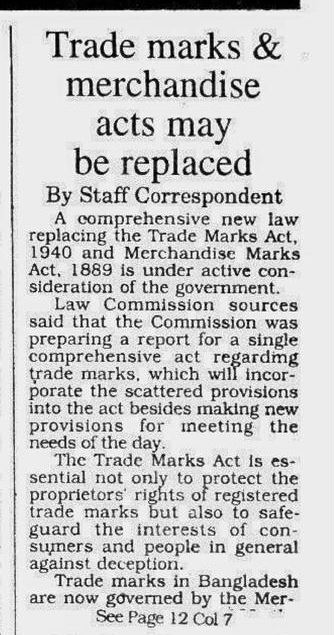 Trade marks &
merchandise
acts may
be replaced
By Staff Correspondent
A comprehensive new law
replacing the Trade Marks Act,
1940 and Merchandise Marks
Act, 1889 is under active con-
sideration of the government.
Law Commission sources
said that the Commission was
preparing a report for a single
comprehensive act regarding
trade marks, which will incor-
porate the scattered provisions
into the act besides making new
provisions for meeting the
needs of the day.
The Trade Marks Act is es-
sential not only to protect the
proprietors' rights of registered
trade marks but also to safe-
guard the interests of con-
sumers and people in general
against deception.
Trade marks in Bangladesh
are now governed by the Mer-
See Page 12 Col 7